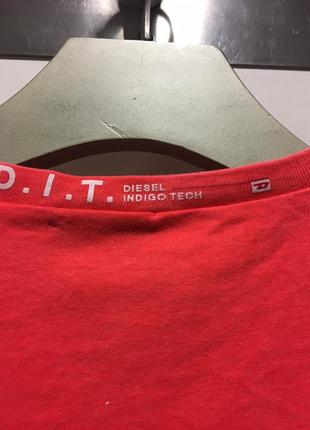 D.I.T.
DIESEL
INDIGO TECH
D